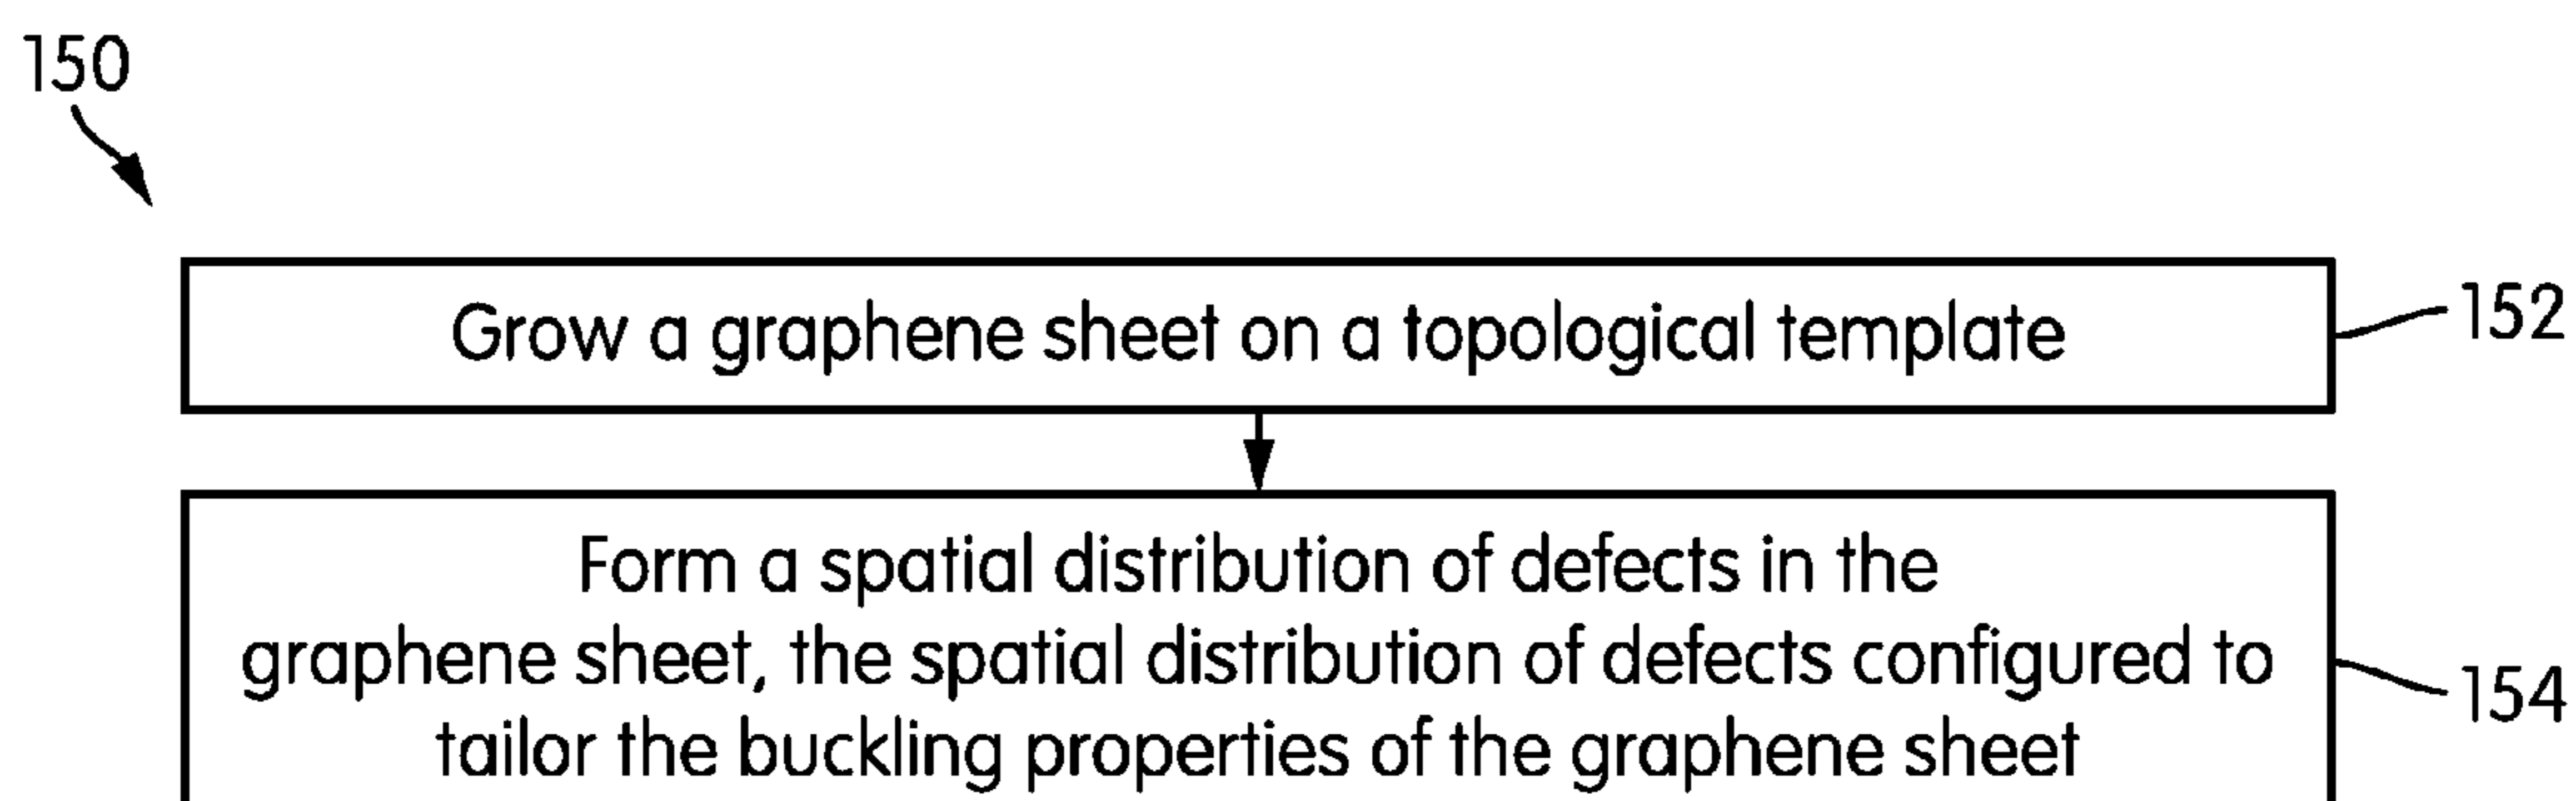 150
Grow a graphene sheet on a topological template
152
Form a spatial distribution of defects in the
graphene sheet, the spatial distribution of defects configured to
tailor the buckling properties of the graphene sheet
154